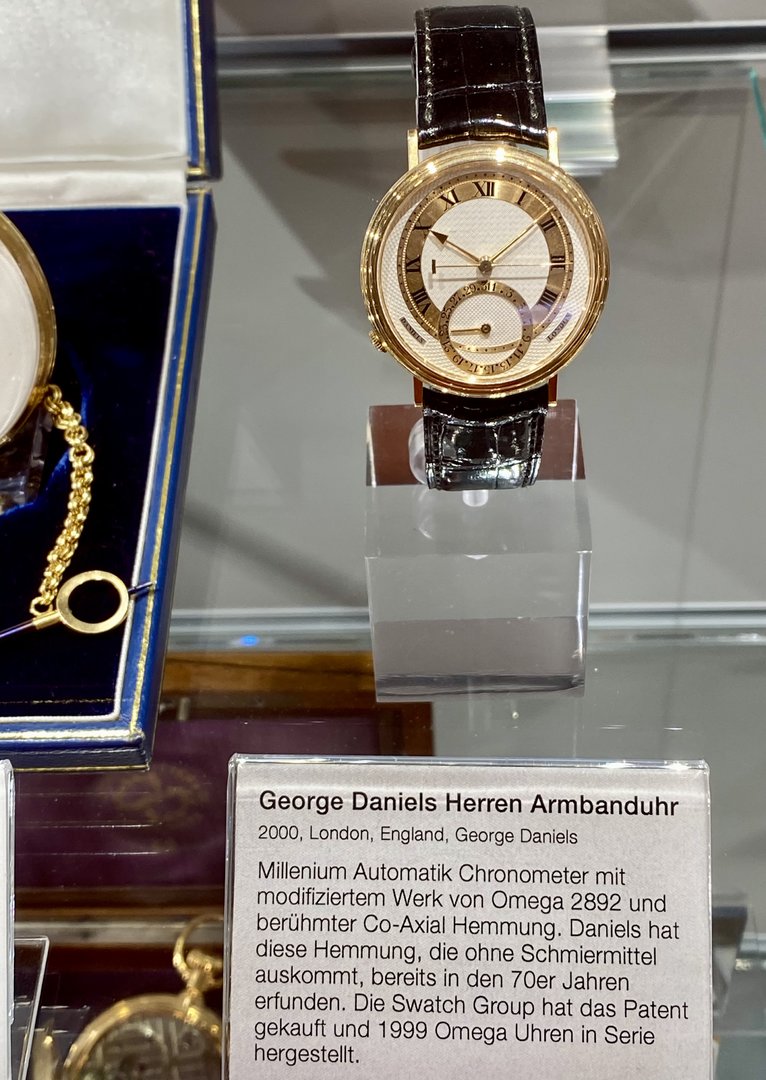 XI XII I
George Daniels Herren Armbanduhr
2000, London, England, George Daniels
Millenium Automatik Chronometer mit
modifiziertem Werk von Omega 2892 und
berühmter Co-Axial Hemmung. Daniels hat
diese Hemmung, die ohne Schmiermittel
auskommt, bereits in den 70er Jahren
erfunden. Die Swatch Group hat das Patent
gekauft und 1999 Omega Uhren in Serie
hergestellt.